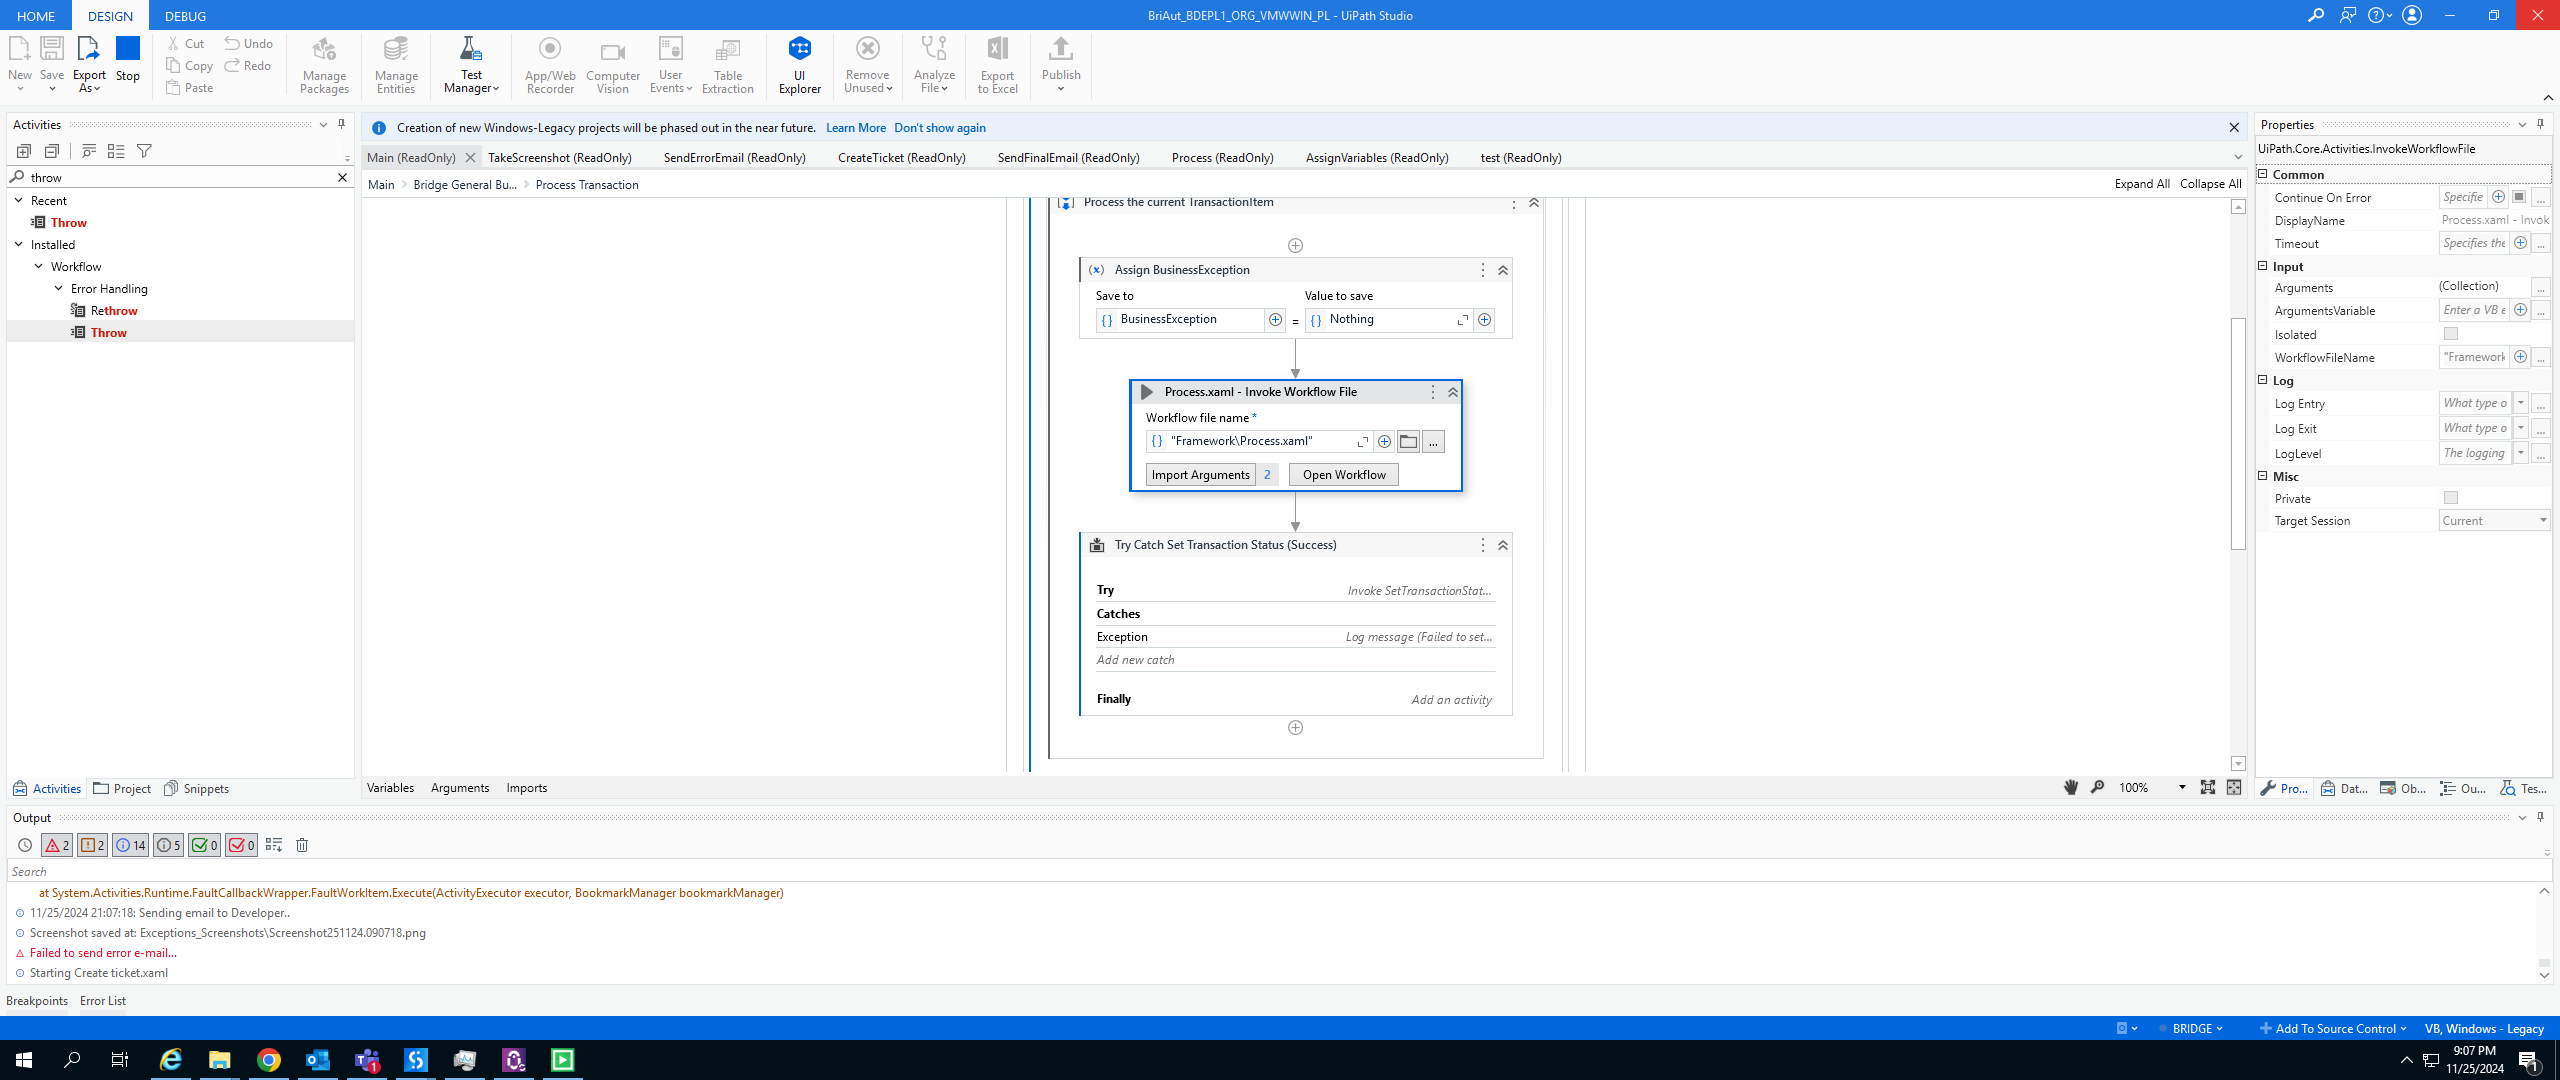 HOME DESIGN DEBUG BriAut_BDEPL1_ORG_VMWWIN_PL - UiPath Studio
New Save Export As Stop Cut Copy Paste Undo Redo Manage Packages Manage Entities Test Manager App/Web Recorder Computer Vision User Events Table Extraction UI Explorer Remove Unused Analyze File Export to Excel Publish
Activities
throw
Recent
Throw
Installed
Workflow
Error Handling
Rethrow
Throw
Activities Project Snippets
Creation of new Windows-Legacy projects will be phased out in the near future. Learn More Don't show again
Main (ReadOnly) TakeScreenshot (ReadOnly) SendErrorEmail (ReadOnly) CreateTicket (ReadOnly) SendFinalEmail (ReadOnly) Process (ReadOnly) AssignVariables (ReadOnly) test (ReadOnly)
Main Bridge General Bu... Process Transaction Expand All Collapse All
Process the current TransactionItem
(x) Assign BusinessException
Save to Value to save
{} BusinessException = {} Nothing
Process.xaml - Invoke Workflow File
Workflow file name *
{} "Framework\Process.xaml" ...
Import Arguments 2 Open Workflow
Try Catch Set Transaction Status (Success)
Try Invoke SetTransactionStat...
Catches
Exception Log message (Failed to set...
Add new catch
Finally Add an activity
Variables Arguments Imports 100%
Properties
UiPath.Core.Activities.InvokeWorkflowFile
Common
Continue On Error Specifie ...
DisplayName Process.xaml - Invok
Timeout Specifies the ...
Input
Arguments (Collection) ...
ArgumentsVariable Enter a VB e ...
Isolated
WorkflowFileName "Framework ...
Log
Log Entry What type o ...
Log Exit What type o ...
LogLevel The logging ...
Misc
Private
Target Session Current
Pro... Dat... Ob... Ou... Tes...
Output
2 2 14 5 0 0
Search
at System.Activities.Runtime.FaultCallbackWrapper.FaultWorkItem.Execute(ActivityExecutor executor, BookmarkManager bookmarkManager)
11/25/2024 21:07:18: Sending email to Developer..
Screenshot saved at: Exceptions_Screenshots\Screenshot251124.090718.png
Failed to send error e-mail...
Starting Create ticket.xaml
Breakpoints Error List
BRIDGE Add To Source Control VB, Windows - Legacy
1
9:07 PM
11/25/2024
1